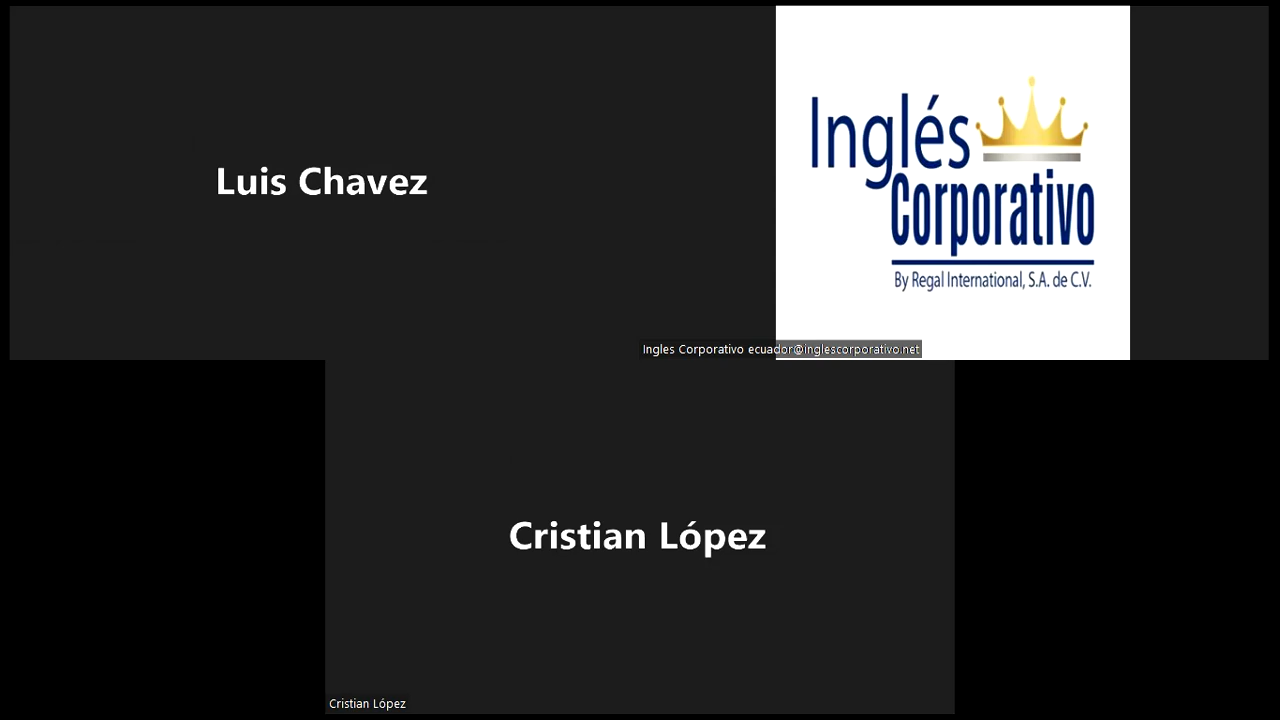 Luis Chavez
Inglés
Corporativo
By Regal International, S.A. de C.V.
Ingles Corporativo ecuador@inglescorporativo.net
Cristian López
Cristian López